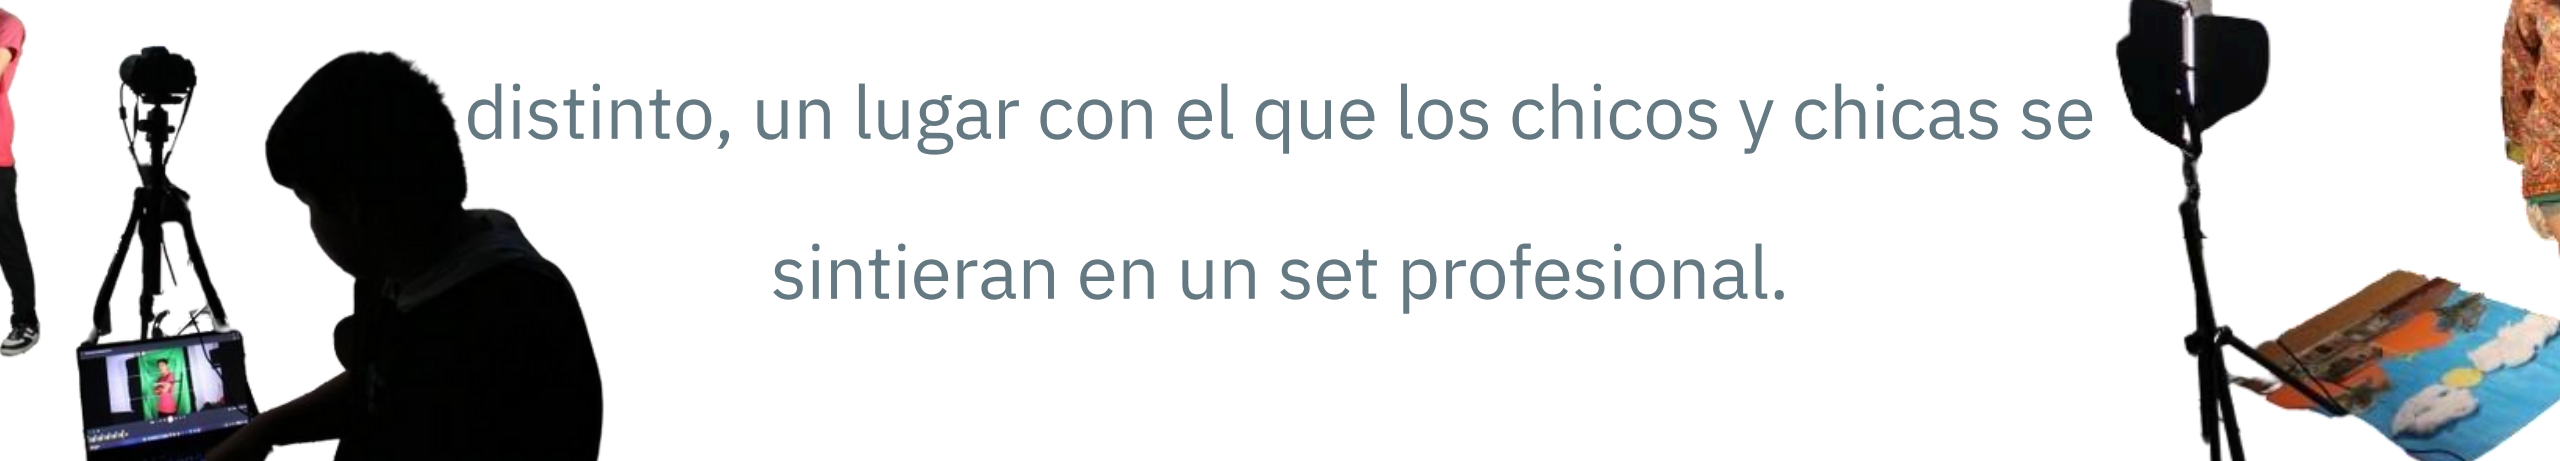 distinto, un lugar con el que los chicos y chicas se
sintieran en un set profesional.